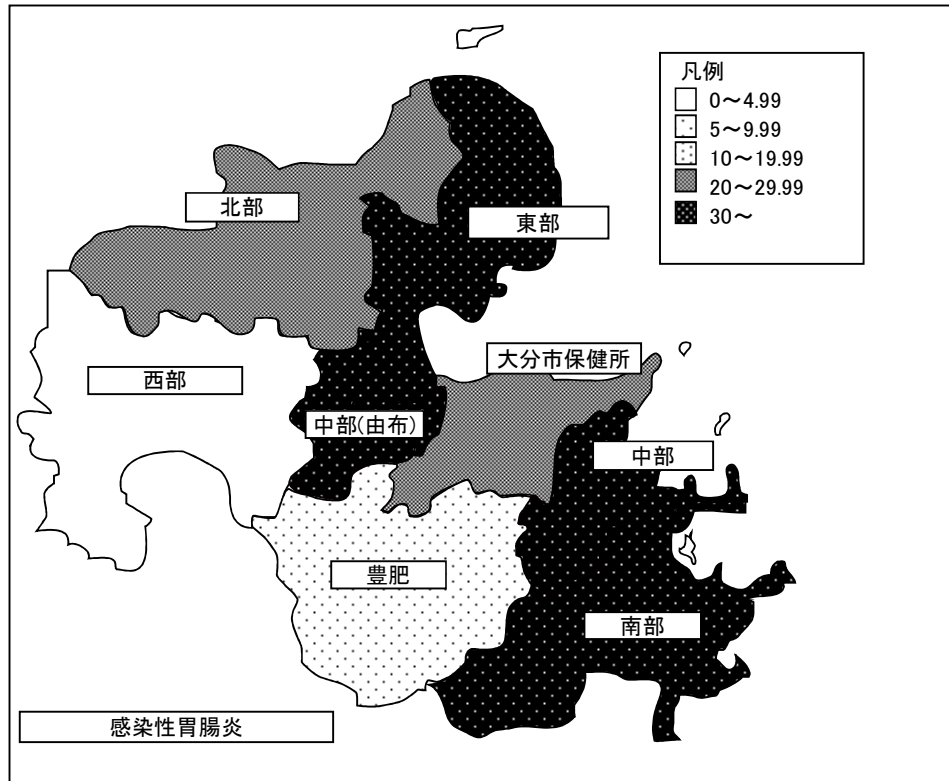 凡例
0～4.99
5～9.99
10～19.99
20～29.99
30～
北部
東部
大分市保健所
西部
中部(由布)
中部
豊肥
南部
感染性胃腸炎